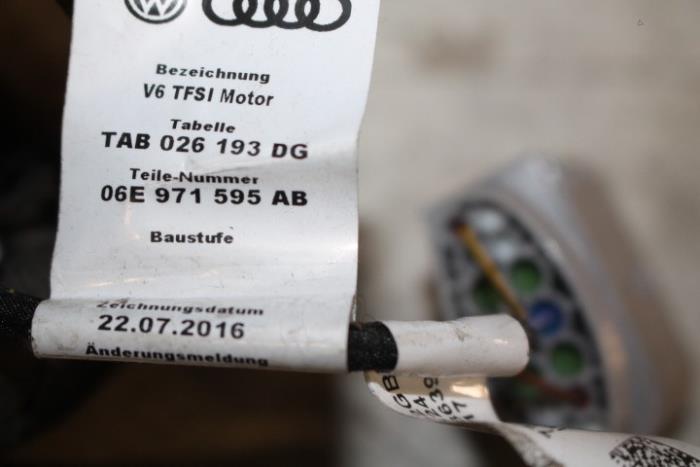 Bezeichnung
V6 TFSI Motor
Tabelle
TAB 026 193 DG
Teile-Nummer
06E 971 595 AB
Baustufe
Zeichnungsdatum
22.07.2016
Änderungsmeldung